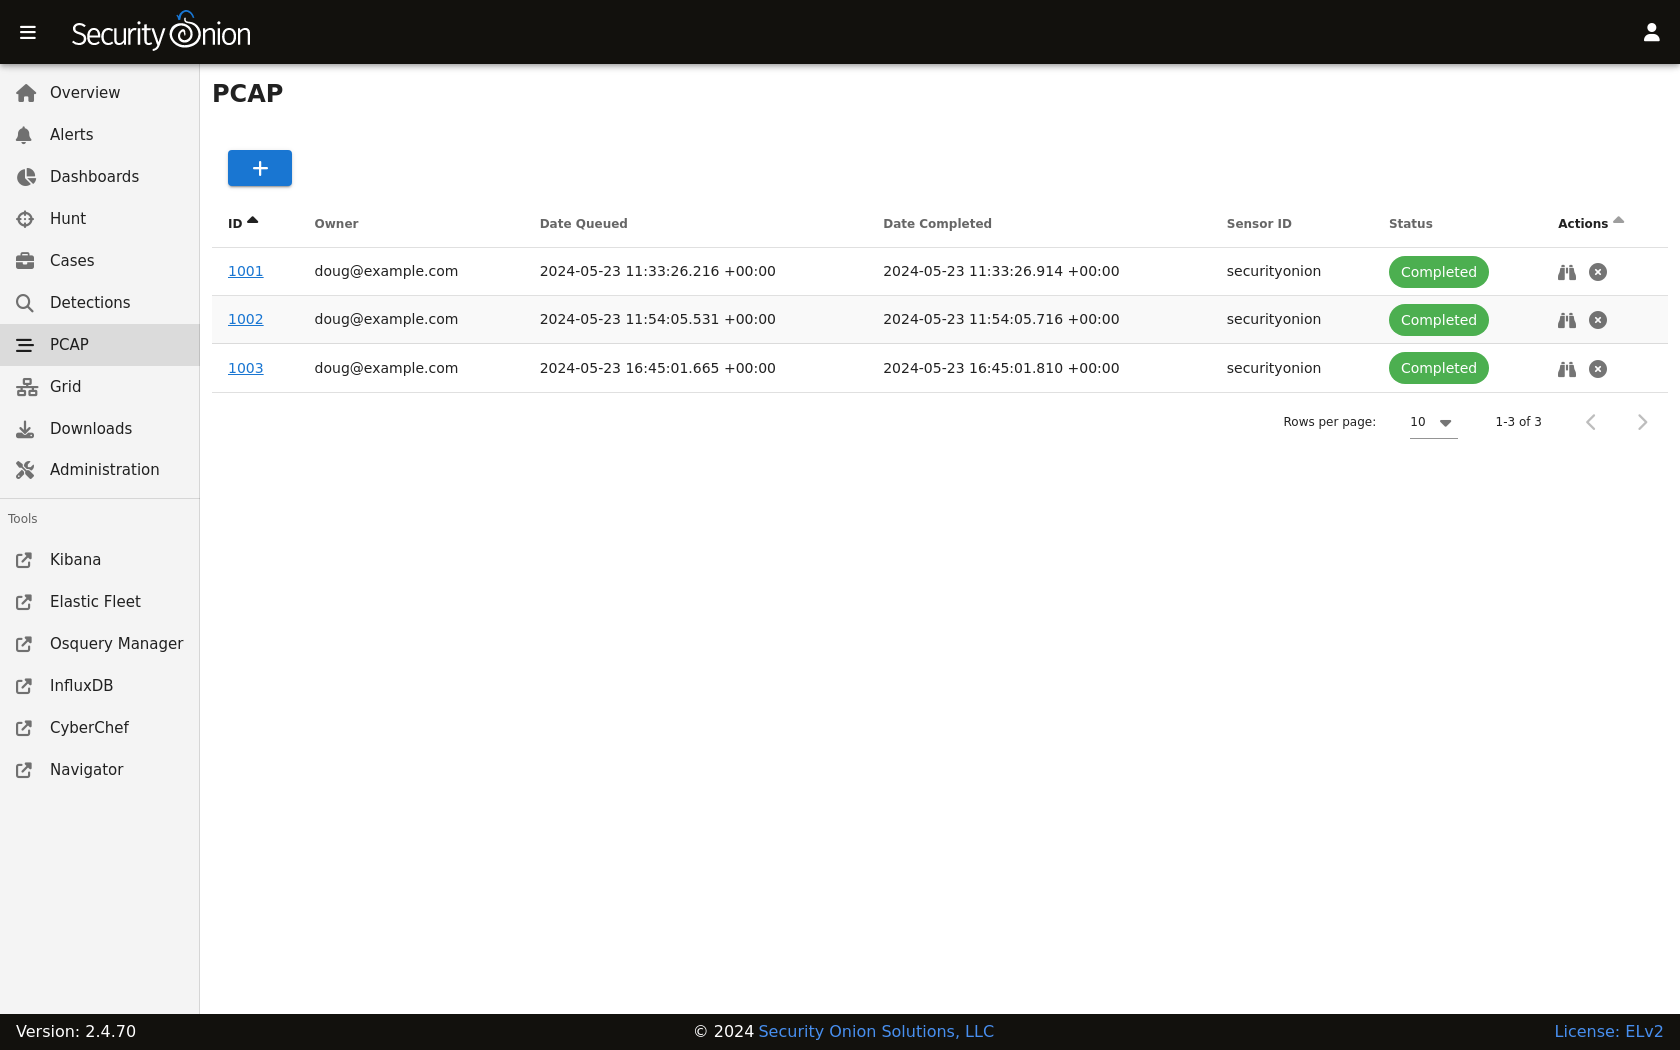 Security Onion
Overview
Alerts
Dashboards
Hunt
Cases
Detections
PCAP
Grid
Downloads
Administration
Tools
Kibana
Elastic Fleet
Osquery Manager
InfluxDB
CyberChef
Navigator
PCAP
+
ID Owner Date Queued Date Completed Sensor ID Status Actions
1001 doug@example.com 2024-05-23 11:33:26.216 +00:00 2024-05-23 11:33:26.914 +00:00 securityonion Completed
1002 doug@example.com 2024-05-23 11:54:05.531 +00:00 2024-05-23 11:54:05.716 +00:00 securityonion Completed
1003 doug@example.com 2024-05-23 16:45:01.665 +00:00 2024-05-23 16:45:01.810 +00:00 securityonion Completed
Rows per page: 10 1-3 of 3
Version: 2.4.70 © 2024 Security Onion Solutions, LLC License: ELv2